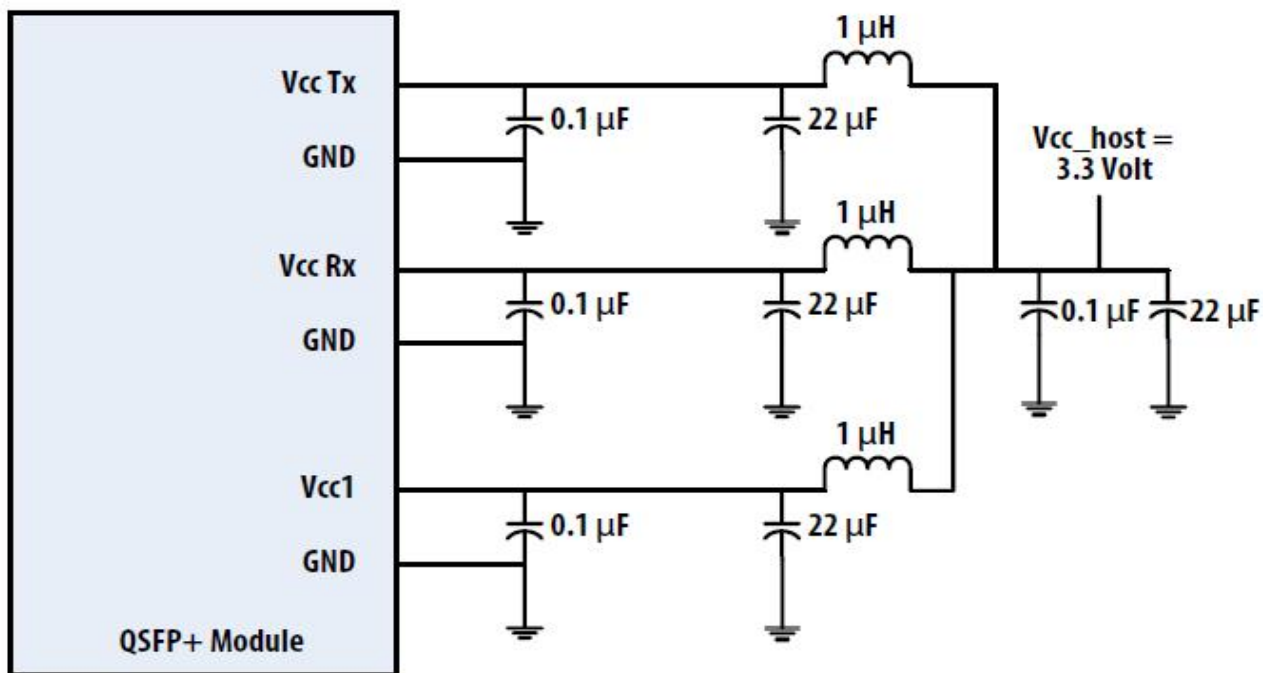 1 μH
Vcc Tx
0.1 μF
22 μF
GND
Vcc_host =
3.3 Volt
1 μH
Vcc Rx
0.1 μF
22 μF
0.1 μF
22 μF
GND
1 μH
Vcc1
0.1 μF
22 μF
GND
QSFP+ Module